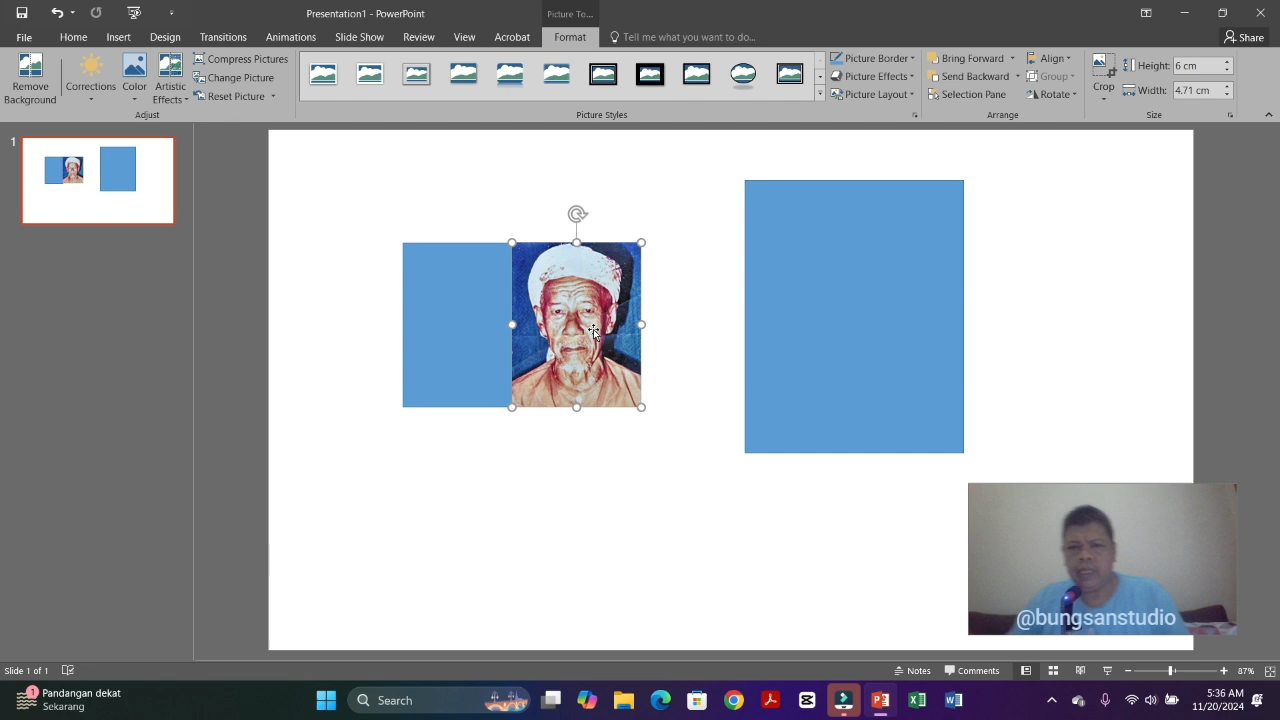 Presentation1 - PowerPoint
Picture To...
File
Home
Insert
Design
Transitions
Animations
Slide Show
Review
View
Acrobat
Format
Tell me what you want to do...
Share
Remove
Background
Corrections
Color
Artistic
Effects
Compress Pictures
Change Picture
Reset Picture
Adjust
Picture Styles
Picture Border
Picture Effects
Picture Layout
Bring Forward
Send Backward
Selection Pane
Align
Group
Rotate
Arrange
Crop
Height: 6 cm
Width: 4.71 cm
Size
1
@bungsanstudio
Slide 1 of 1
Notes
Comments
87%
1
Pandangan dekat
Sekarang
Search
5:36 AM
11/20/2024